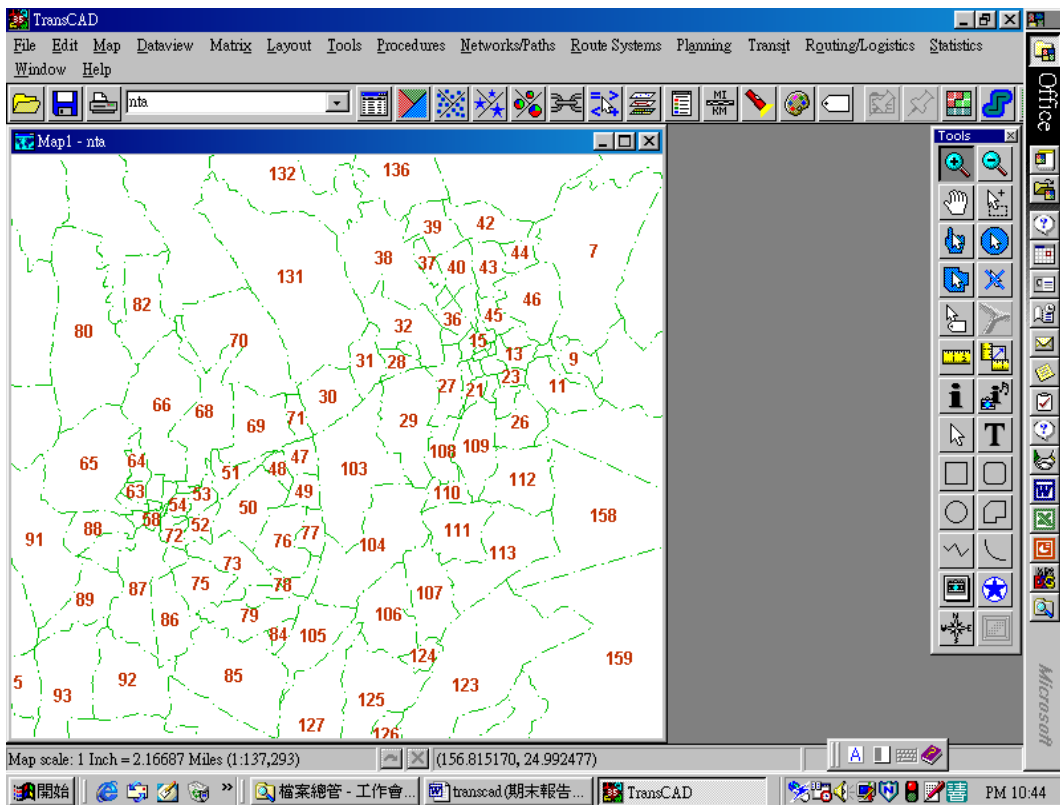 TransCAD
File Edit Map Dataview Matrix Layout Tools Procedures Networks/Paths Route Systems Planning Transit Routing/Logistics Statistics
Window Help
nta
MI
KM
Map1 - nta
Tools
Office
132 136
39 42
38 37 40 43 44 7
131
82 46
80 32 36 45
70 15
31 28 13 9
30 27 21 23 11
66 68 69 71 29 26
65 64 51 48 47 103 108 109
63 53 49 110 112
54 50
58 52 158
91 88 72 76 77 104 111 113
73
89 87 75 78 107
86 79 106
84 105
124 159
5 93 92 85 125 123
127 126
T
W E
Map scale: 1 Inch = 2.16687 Miles (1:137,293)
(156.815170, 24.992477)
A
Microsoft
開始
檔案總管 - 工作會...
transcad (期末報告...
TransCAD
PM 10:44